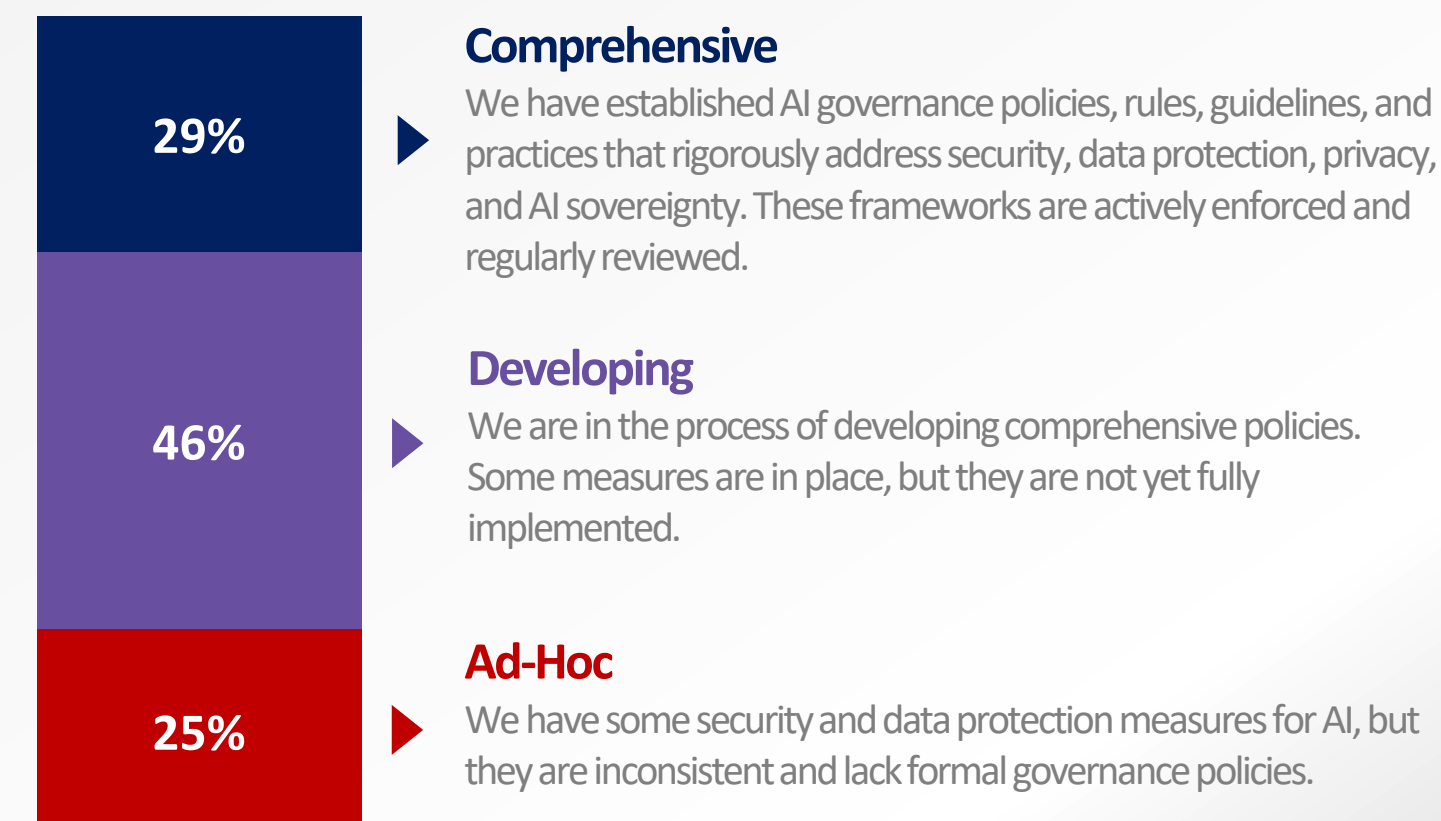 29%
Comprehensive
We have established AI governance policies, rules, guidelines, and
practices that rigorously address security, data protection, privacy,
and AI sovereignty. These frameworks are actively enforced and
regularly reviewed.
46%
Developing
We are in the process of developing comprehensive policies.
Some measures are in place, but they are not yet fully
implemented.
25%
Ad-Hoc
We have some security and data protection measures for AI, but
they are inconsistent and lack formal governance policies.